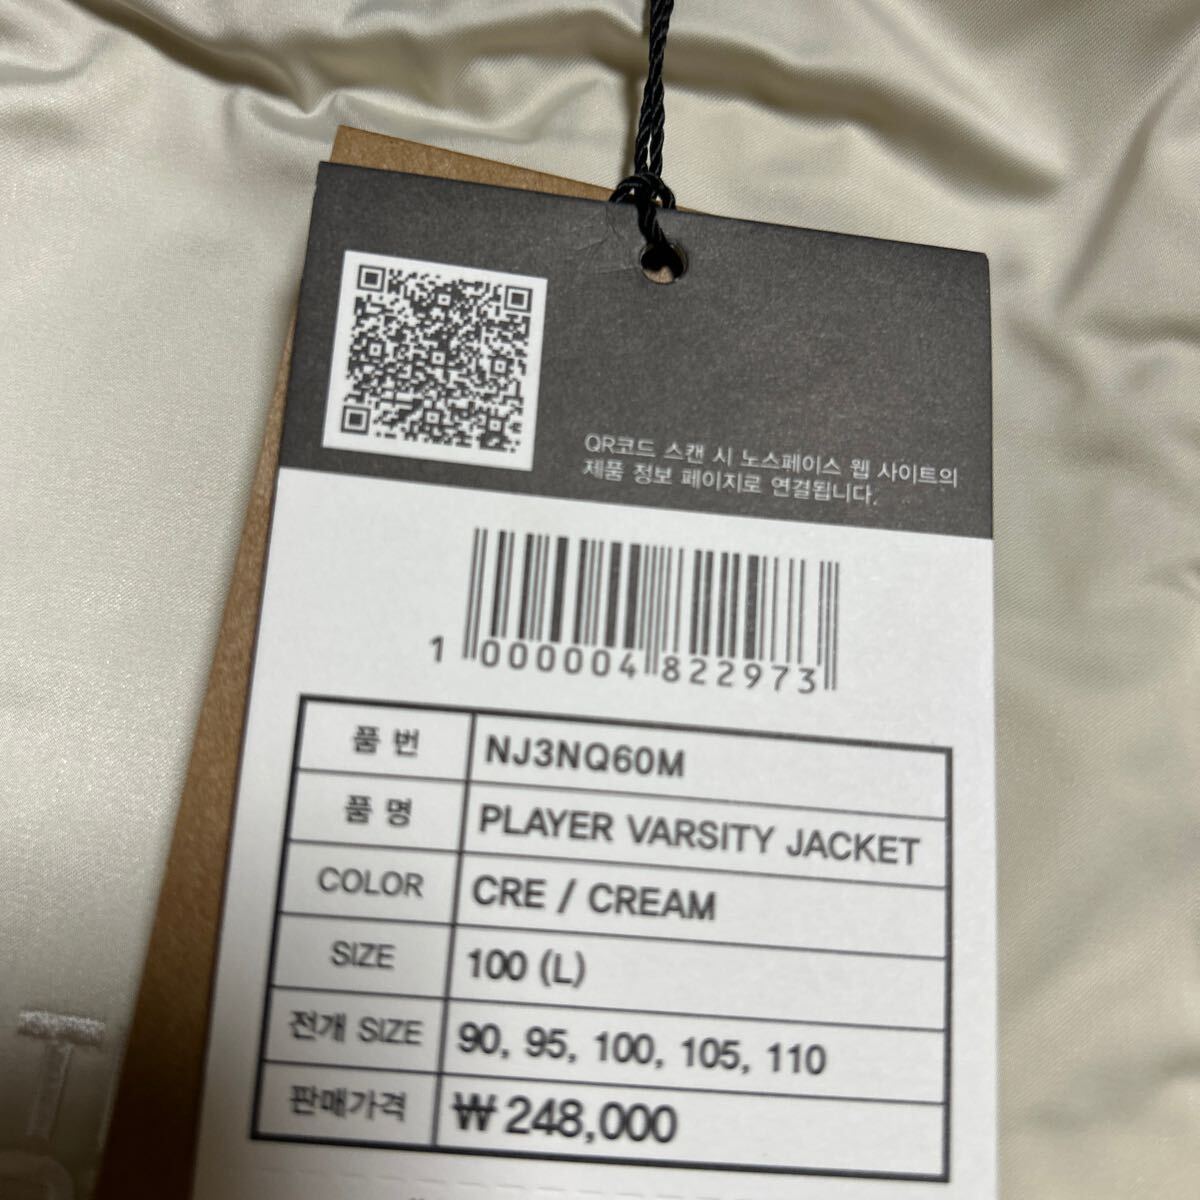 QR코드 스캔 시 노스페이스 웹 사이트의
제품 정보 페이지로 연결됩니다.
1 000004 822973
품 번 NJ3NQ60M
품 명 PLAYER VARSITY JACKET
COLOR CRE / CREAM
SIZE 100 (L)
전개 SIZE 90, 95, 100, 105, 110
판매가격 ₩ 248,000